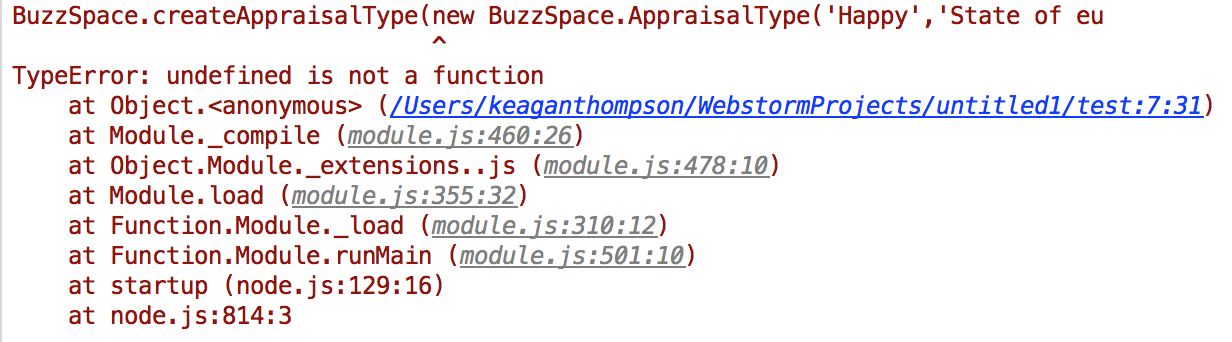 BuzzSpace.createAppraisalType(new BuzzSpace.AppraisalType('Happy','State of eu
^
TypeError: undefined is not a function
at Object.<anonymous> (/Users/keaganthompson/WebstormProjects/untitled1/test:7:31)
at Module._compile (module.js:460:26)
at Object.Module._extensions..js (module.js:478:10)
at Module.load (module.js:355:32)
at Function.Module._load (module.js:310:12)
at Function.Module.runMain (module.js:501:10)
at startup (node.js:129:16)
at node.js:814:3